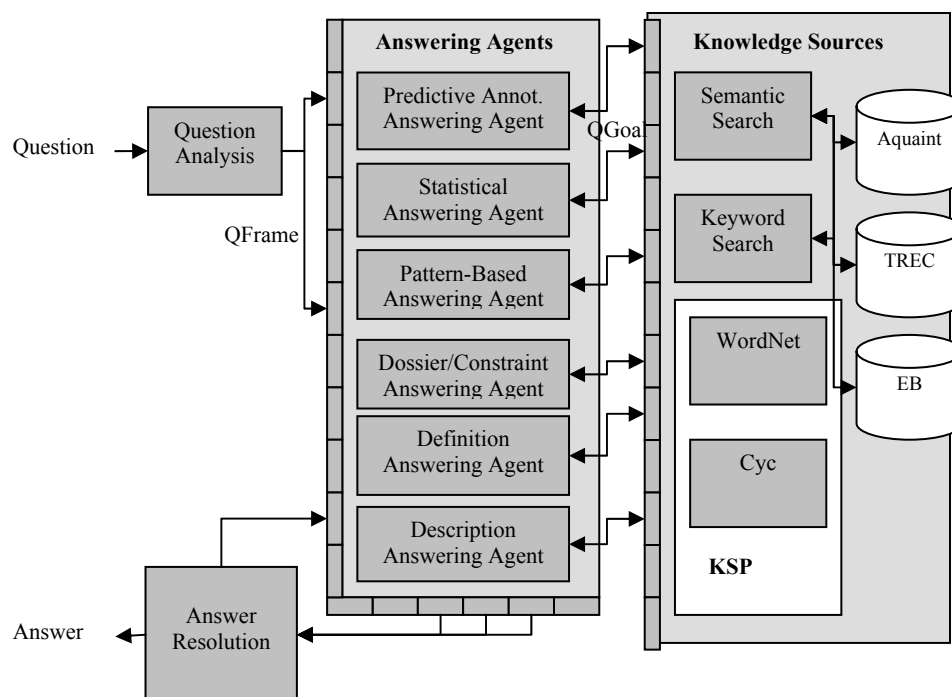 Question
Question
Analysis
QFrame
Answering Agents
Predictive Annot.
Answering Agent
Statistical
Answering Agent
Pattern-Based
Answering Agent
Dossier/Constraint
Answering Agent
Definition
Answering Agent
Description
Answering Agent
QGoal
Knowledge Sources
Semantic
Search
Keyword
Search
WordNet
Cyc
KSP
Aquaint
TREC
EB
Answer
Resolution
Answer